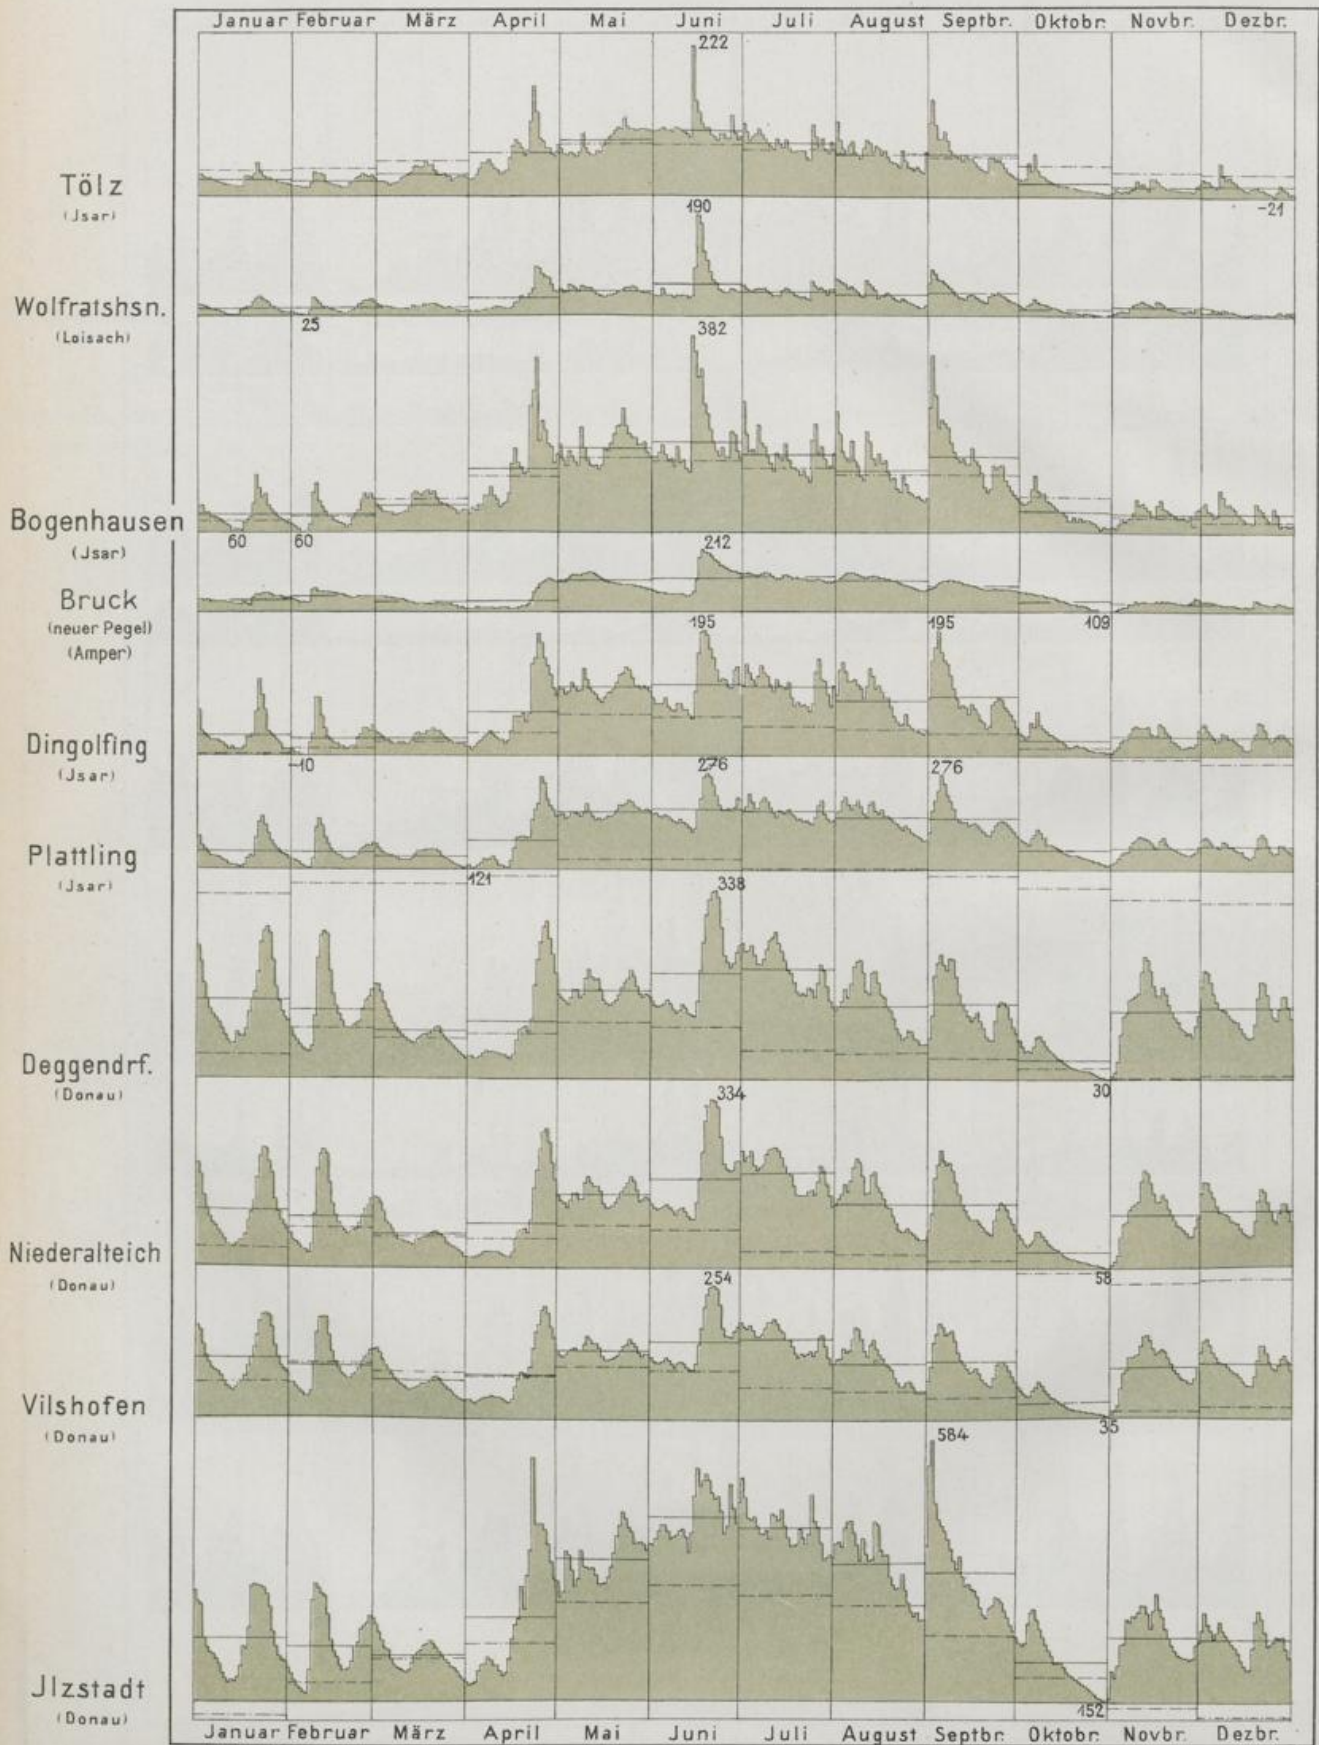 Januar Februar März April Mai Juni Juli August Septbr. Oktobr. Novbr. Dezbr.
222
Tölz
(Jsar)
-21
190
Wolfratshsn.
(Loisach)
25
382
Bogenhausen
(Jsar)
60 60
212
Bruck
(neuer Pegel)
(Amper)
195 195 109
Dingolfing
(Jsar)
-10
276 276
Plattling
(Jsar)
121
338
Deggendrf.
(Donau)
30
334
Niederalteich
(Donau)
58
254
Vilshofen
(Donau)
35
584
Jlzstadt
(Donau)
152
Januar Februar März April Mai Juni Juli August Septbr. Oktobr. Novbr. Dezbr.